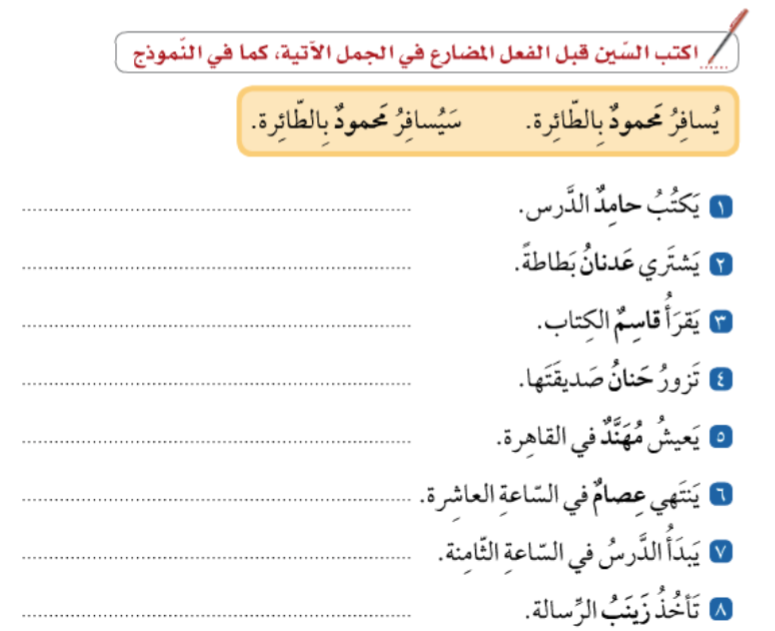 اكتب السّين قبل الفعل المضارع في الجمل الآتية، كما في النّموذج
يُسافِرُ مَحمودٌ بِالطّائِرة. سَيُسافِرُ مَحمودٌ بِالطّائِرة.
١ يَكتُبُ حامِدٌ الدَّرس.
٢ يَشتَري عَدنانُ بَطاطةً.
٣ يَقرَأُ قاسِمٌ الكِتاب.
٤ تَزورُ حَنانُ صَديقَتَها.
٥ يَعيشُ مُهَنَّدٌ في القاهِرة.
٦ يَنتَهي عِصامٌ في السّاعةِ العاشِرة.
٧ يَبدَأُ الدَّرسُ في السّاعةِ الثّامِنة.
٨ تَأخُذُ زَينَبُ الرِّسالة.